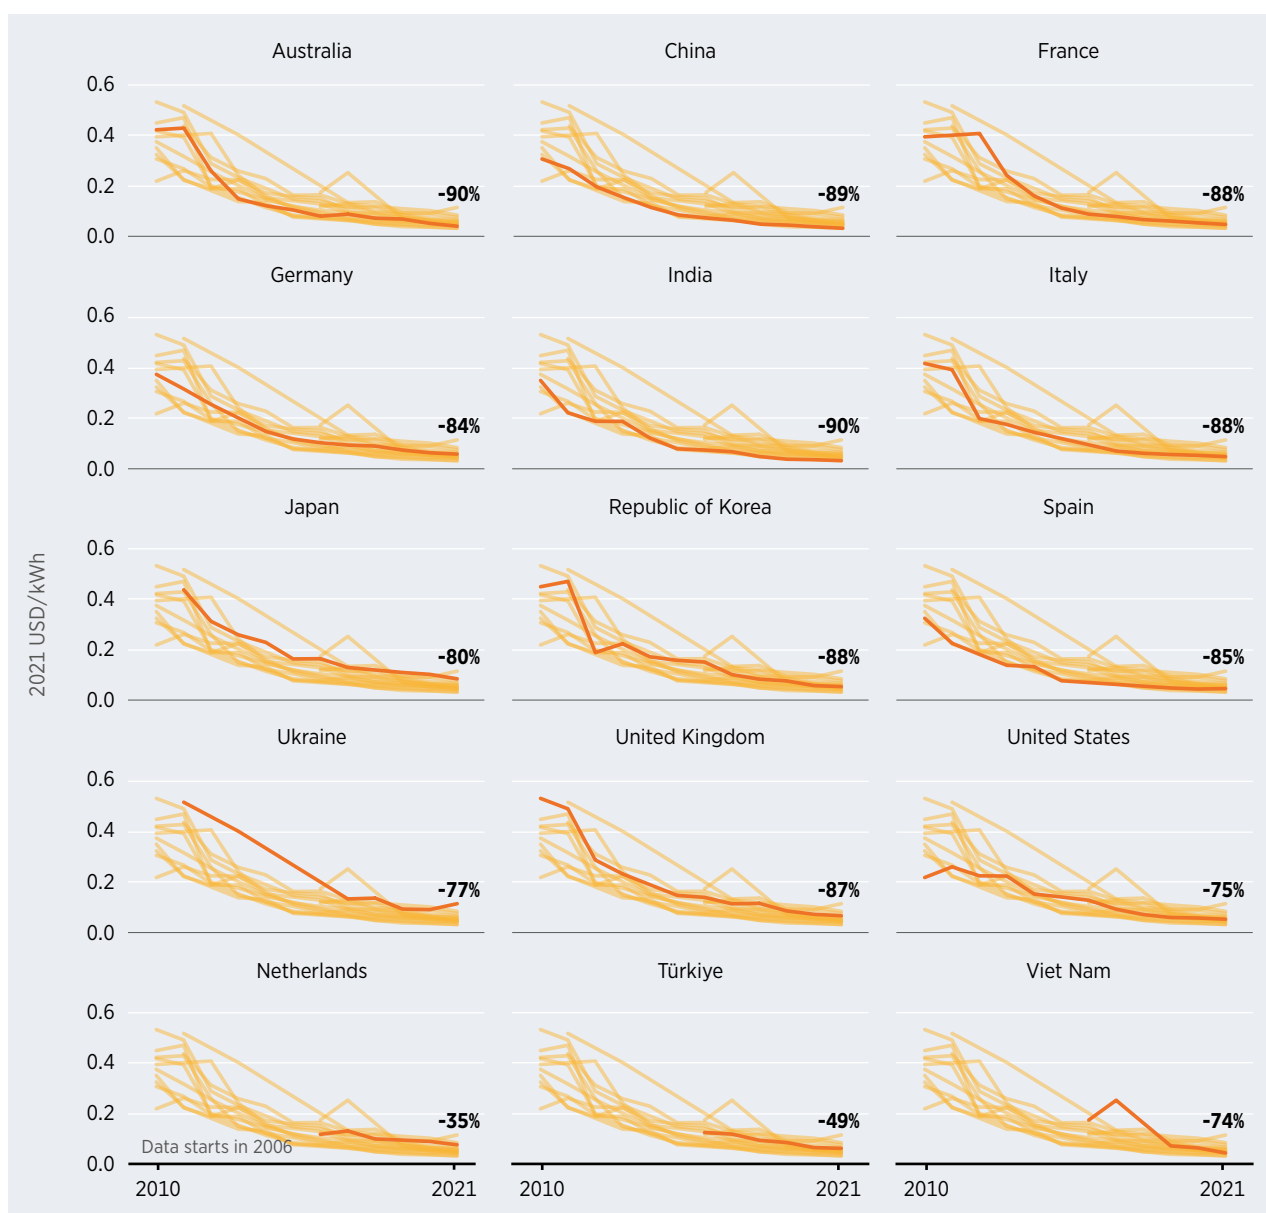 Australia
China
France
0.6
0.4
0.2
0.0
-90%
-89%
-88%
Germany
India
Italy
0.6
0.4
0.2
0.0
-84%
-90%
-88%
Japan
Republic of Korea
Spain
2021 USD/kWh
0.6
0.4
0.2
0.0
-80%
-88%
-85%
Ukraine
United Kingdom
United States
0.6
0.4
0.2
0.0
-77%
-87%
-75%
Netherlands
Türkiye
Viet Nam
0.6
0.4
0.2
0.0
-35%
-49%
-74%
Data starts in 2006
2010
2021
2010
2021
2010
2021